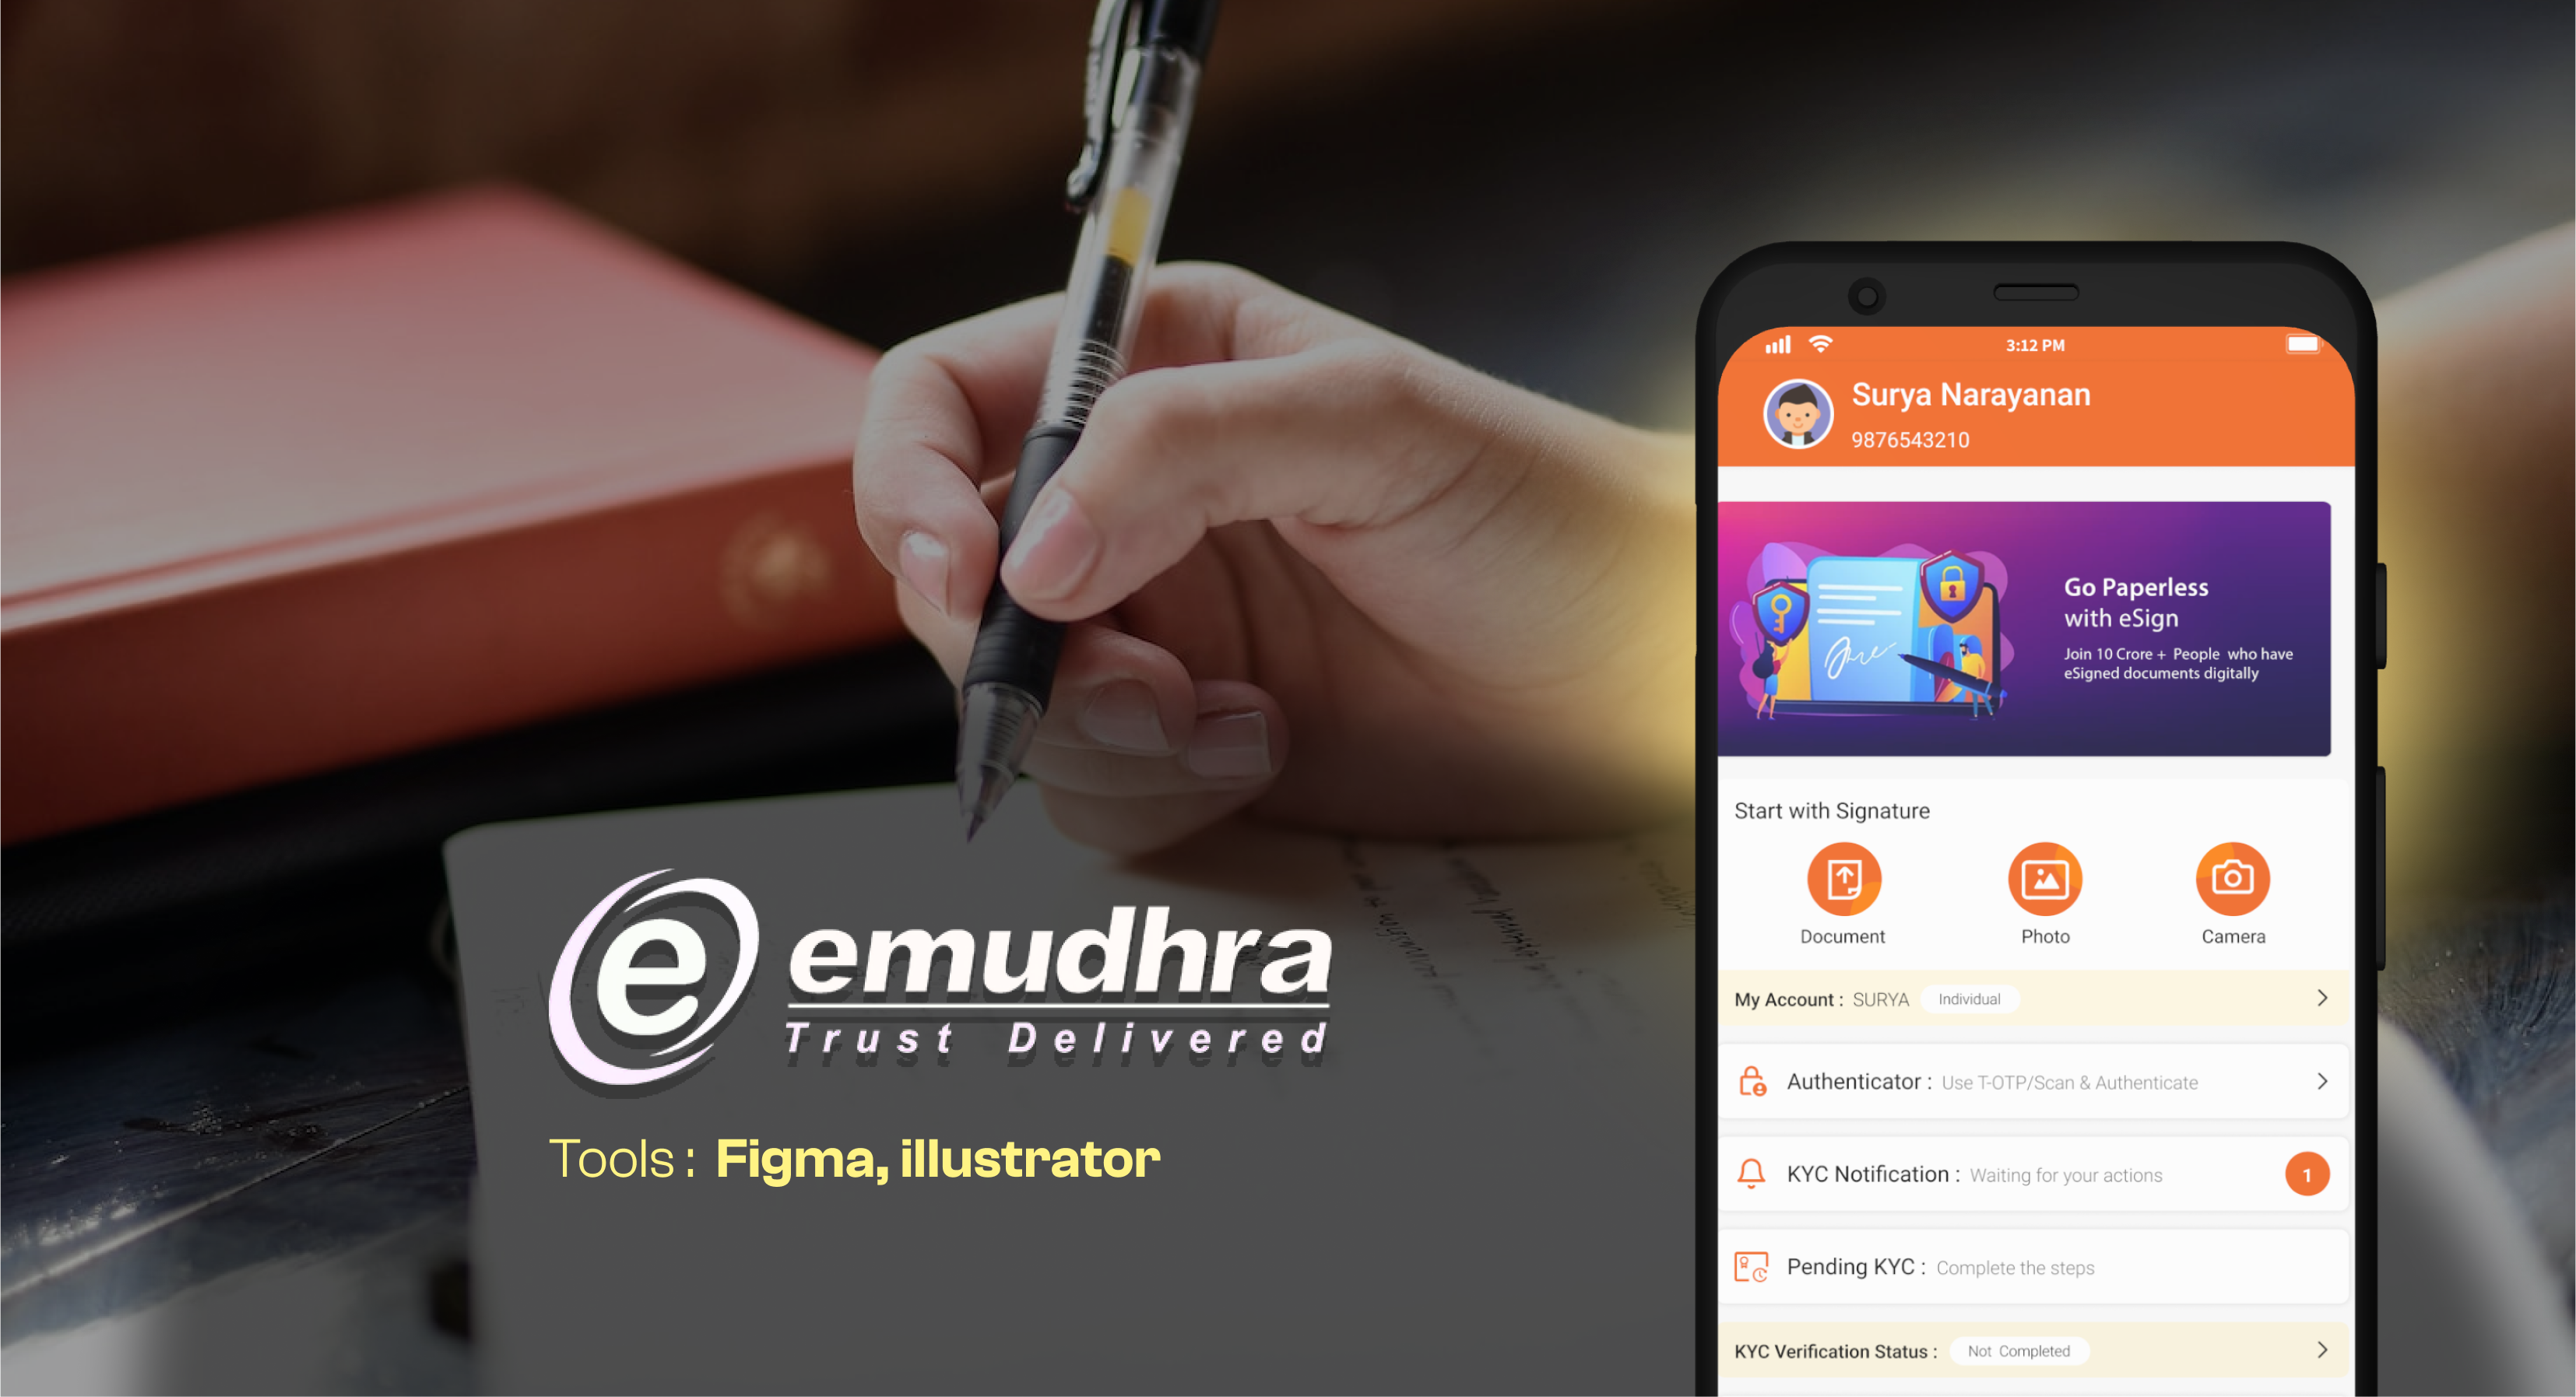 e emudhra
Trust Delivered
Tools : Figma, illustrator
3:12 PM
Surya Narayanan
9876543210
Go Paperless
with eSign
Join 10 Crore + People who have
eSigned documents digitally
Start with Signature
Document Photo Camera
My Account : SURYA Individual
Authenticator : Use T-OTP/Scan & Authenticate
KYC Notification : Waiting for your actions 1
Pending KYC : Complete the steps
KYC Verification Status : Not Completed